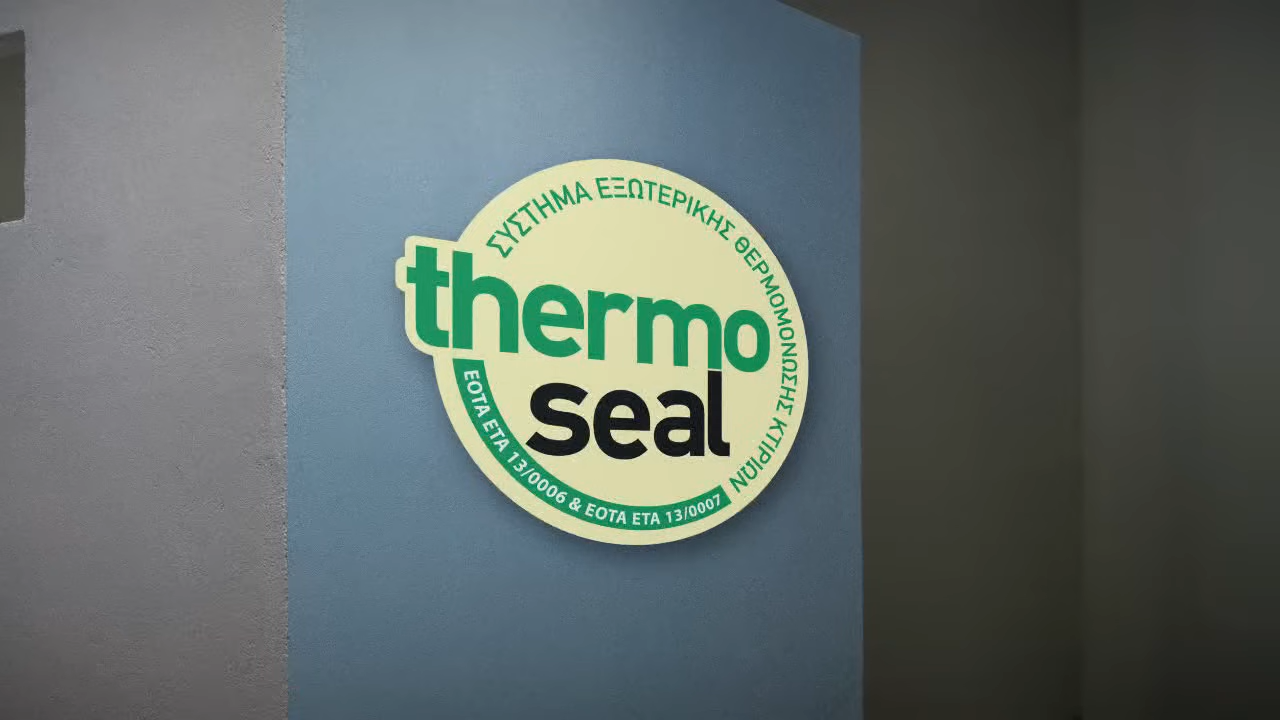 ΣΥΣΤΗΜΑ ΕΞΩΤΕΡΙΚΗΣ ΘΕΡΜΟΜΟΝΩΣΗΣ ΚΤΙΡΙΩΝ
thermo
seal
ΕΟΤΑ ΕΤΑ 13/0006 & ΕΟΤΑ ΕΤΑ 13/0007